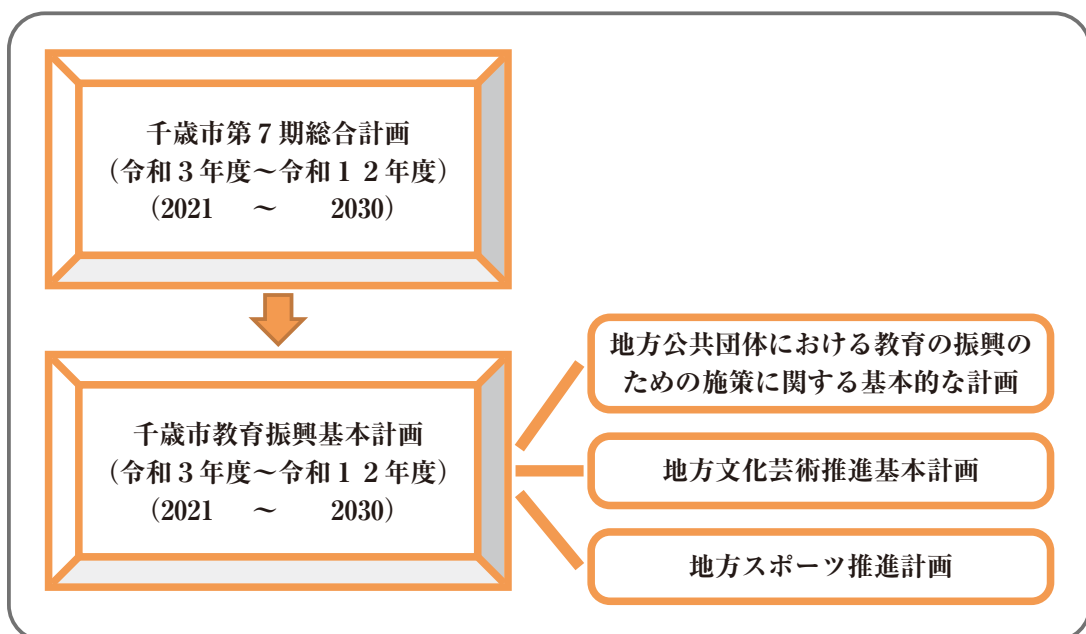 千歳市第７期総合計画
（令和３年度～令和１２年度）
（2021　～　2030）
千歳市教育振興基本計画
（令和３年度～令和１２年度）
（2021　～　2030）
地方公共団体における教育の振興の
ための施策に関する基本的な計画
地方文化芸術推進基本計画
地方スポーツ推進計画